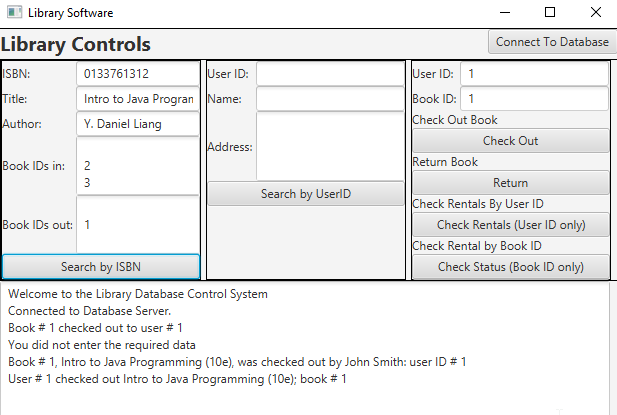 Library Software
Library Controls
Connect To Database
ISBN:
0133761312
Title:
Intro to Java Program
Author:
Y. Daniel Liang
Book IDs in:
2
3
Book IDs out:
1
Search by ISBN
User ID:
Name:
Address:
Search by UserID
User ID:
1
Book ID:
1
Check Out Book
Check Out
Return Book
Return
Check Rentals By User ID
Check Rentals (User ID only)
Check Rental by Book ID
Check Status (Book ID only)
Welcome to the Library Database Control System
Connected to Database Server.
Book # 1 checked out to user # 1
You did not enter the required data
Book # 1, Intro to Java Programming (10e), was checked out by John Smith: user ID # 1
User # 1 checked out Intro to Java Programming (10e); book # 1